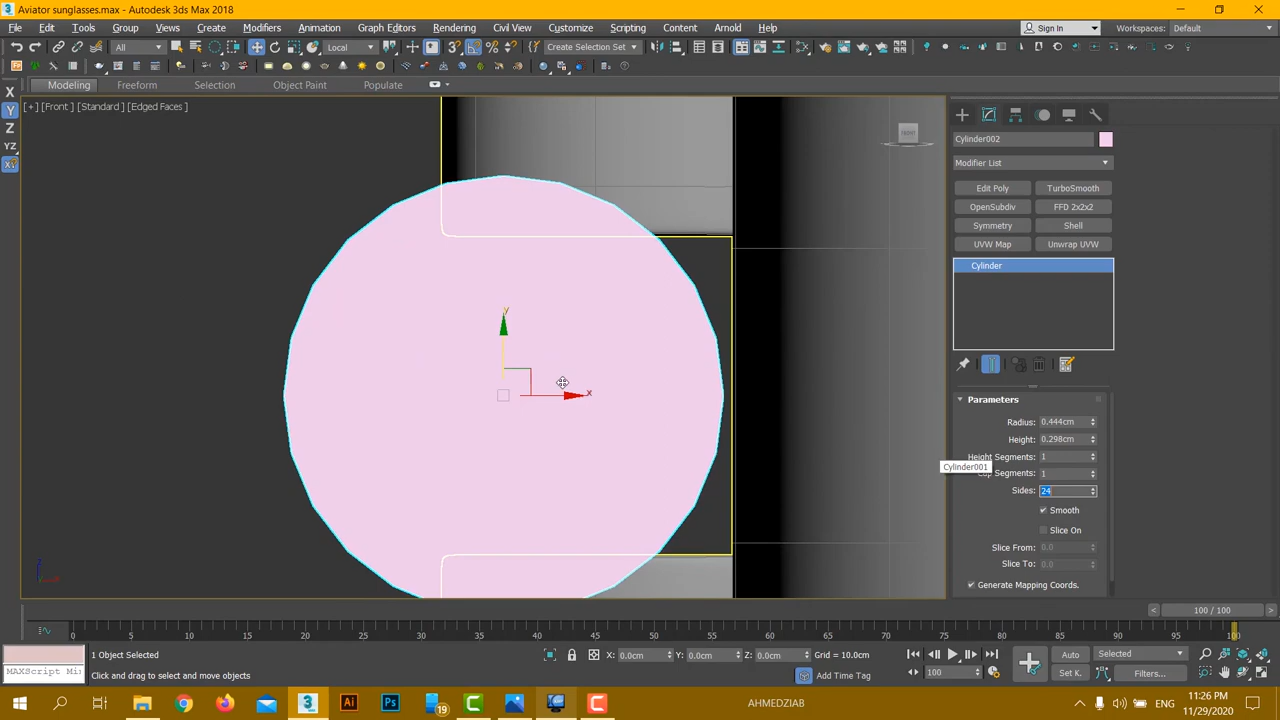 Aviator sunglasses.max - Autodesk 3ds Max 2018
File Edit Tools Group Views Create Modifiers Animation Graph Editors Rendering Civil View Customize Scripting Content Arnold Help Sign In Workspaces: Default
All Local Create Selection Set
Modeling Freeform Selection Object Paint Populate
X
Y
Z
YZ
[+] [Front] [Standard] [Edged Faces]
FRONT
Cylinder002
Modifier List
Edit Poly TurboSmooth
OpenSubdiv FFD 2x2x2
Symmetry Shell
UVW Map Unwrap UVW
Cylinder
y
x
Parameters
Radius: 0.444cm
Height: 0.298cm
Height Segments: 1
Cylinder001
Cap Segments: 1
Sides: 24
Smooth
Slice On
Slice From: 0.0
Slice To: 0.0
Generate Mapping Coords.
100 / 100
0 5 10 15 20 25 30 35 40 45 50 55 60 65 70 75 80 85 90 95 100
1 Object Selected X: 0.0cm Y: 0.0cm Z: 0.0cm Grid = 10.0cm Auto Selected
MAXScript Mi: Click and drag to select and move objects Add Time Tag 100 Set K. Filters...
19 AHMEDZIAB ENG 11:26 PM
11/29/2020